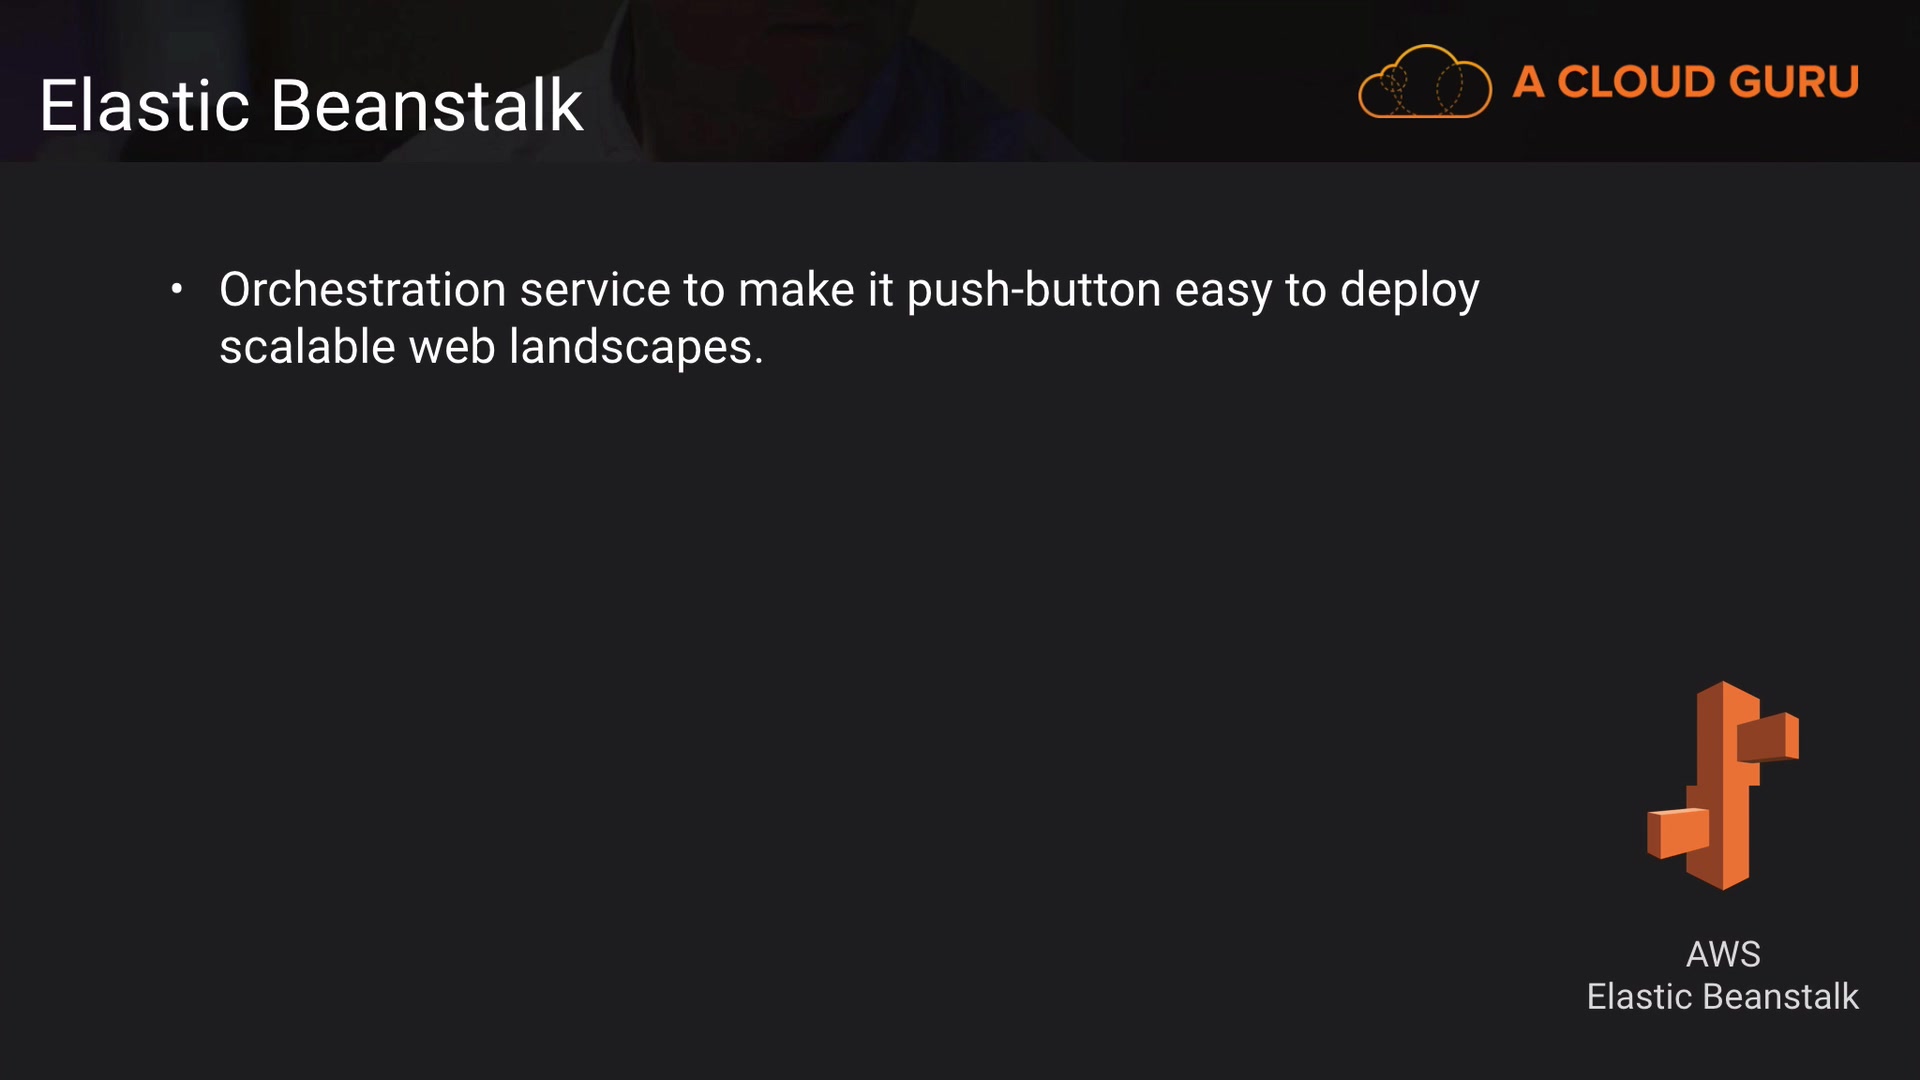 Elastic Beanstalk
A CLOUD GURU
• Orchestration service to make it push-button easy to deploy
scalable web landscapes.
AWS
Elastic Beanstalk